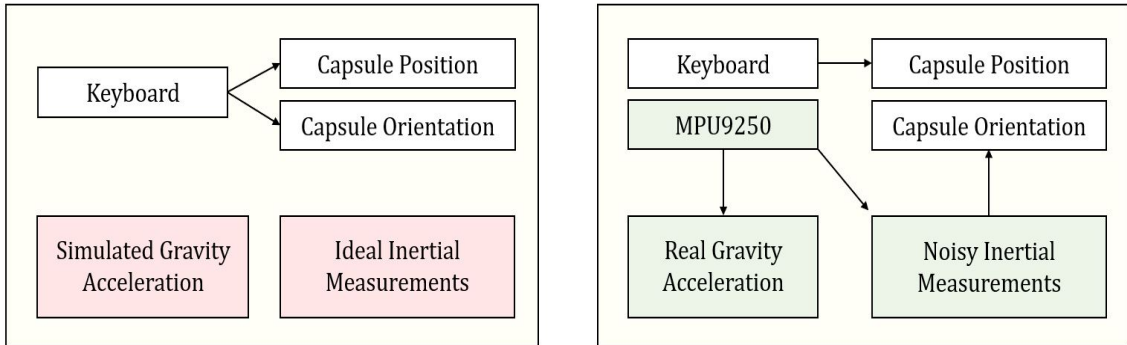 Keyboard
Capsule Position
Capsule Orientation
Simulated Gravity
Acceleration
Ideal Inertial
Measurements
Keyboard
Capsule Position
MPU9250
Capsule Orientation
Real Gravity
Acceleration
Noisy Inertial
Measurements